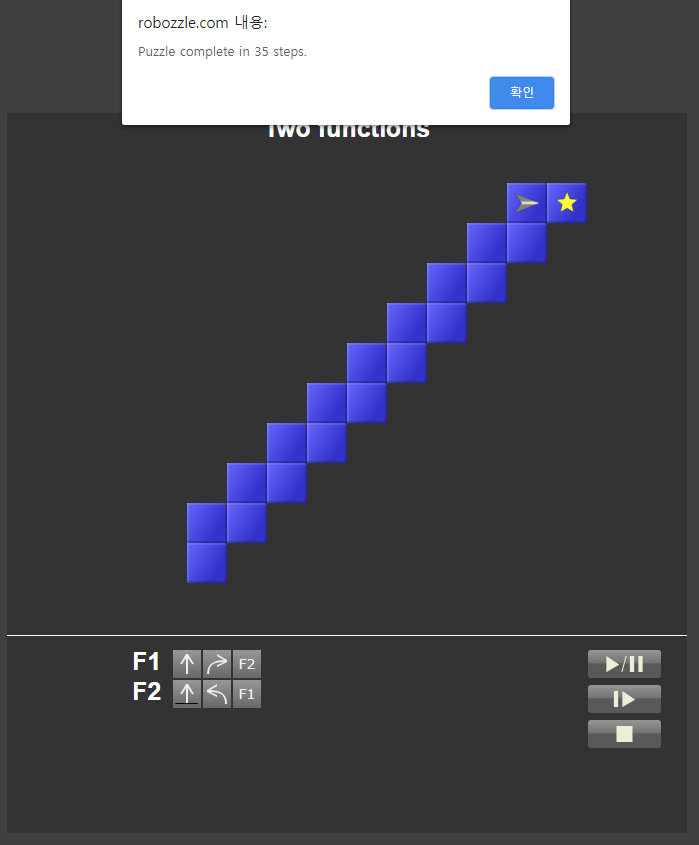 robozzle.com 내용:
Puzzle complete in 35 steps.
확인
Two functions
F1 F2
F2 F1